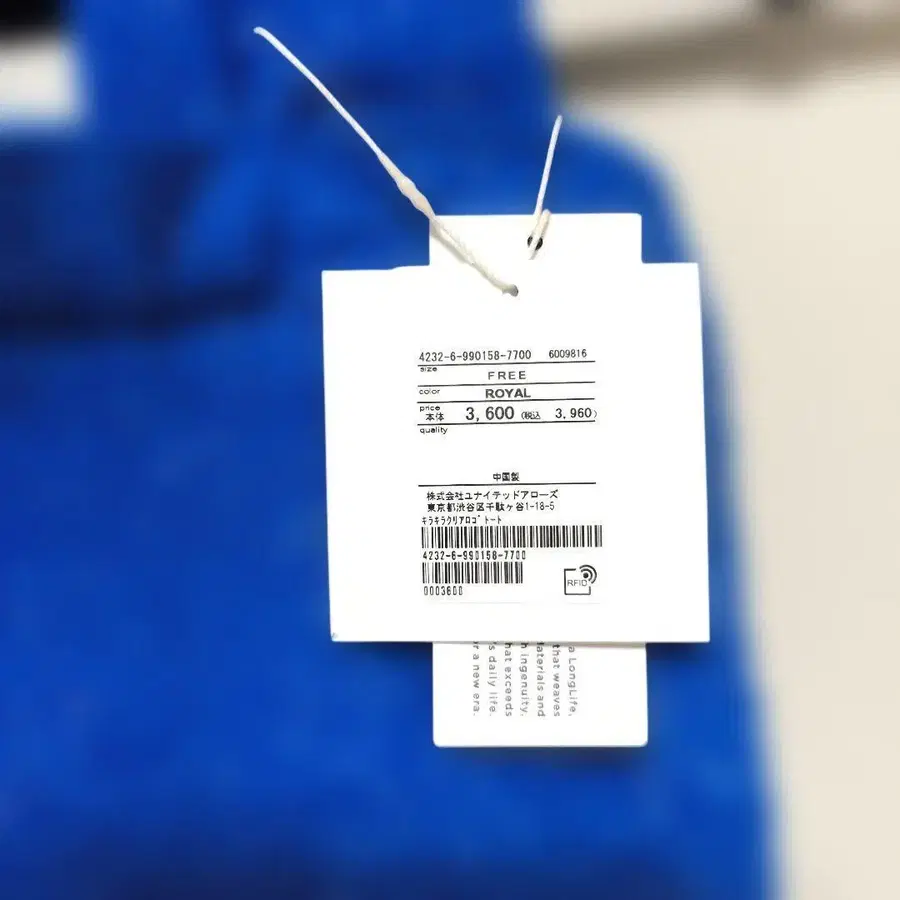 4232-6-990158-7700 6009816
size FREE
color ROYAL
price 本体 3,600 (税込 3,960)
quality
中国製
株式会社ユナイテッドアローズ
東京都渋谷区千駄ヶ谷1-18-5
キラキラクリアロゴトート
4232-6-990158-7700
0003600
RFID
a LongLife,
that weaves
aterials and
h ingenuity,
hat exceeds
's daily life
r a new era.